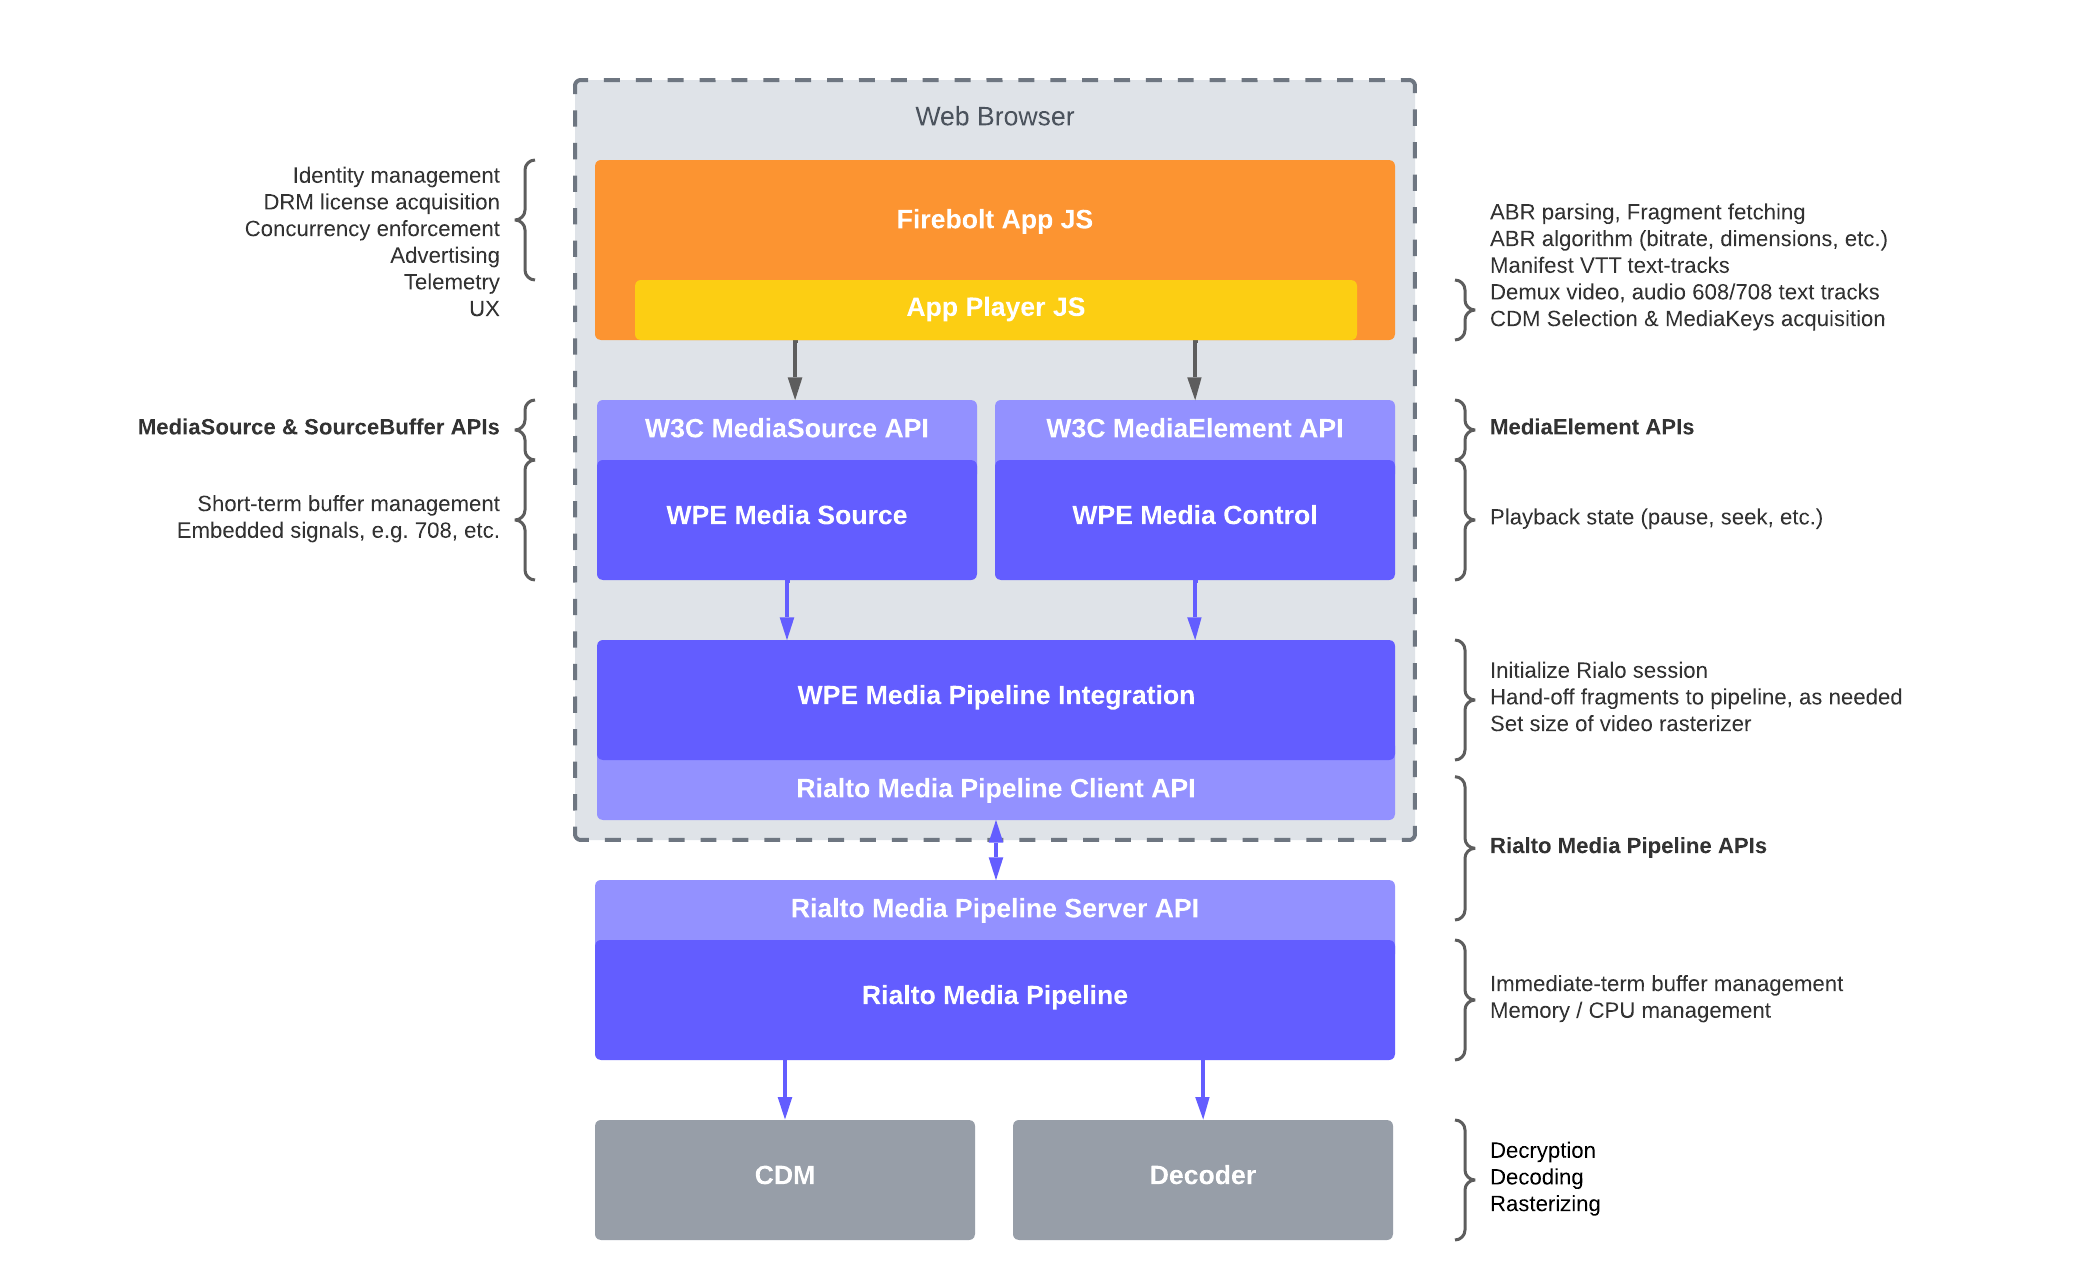 Web Browser
Identity management
DRM license acquisition
Concurrency enforcement
Advertising
Telemetry
UX
Firebolt App JS
App Player JS
ABR parsing, Fragment fetching
ABR algorithm (bitrate, dimensions, etc.)
Manifest VTT text-tracks
Demux video, audio 608/708 text tracks
CDM Selection & MediaKeys acquisition
MediaSource & SourceBuffer APIs
W3C MediaSource API
W3C MediaElement API
MediaElement APIs
Short-term buffer management
Embedded signals, e.g. 708, etc.
WPE Media Source
WPE Media Control
Playback state (pause, seek, etc.)
WPE Media Pipeline Integration
Initialize Rialo session
Hand-off fragments to pipeline, as needed
Set size of video rasterizer
Rialto Media Pipeline Client API
Rialto Media Pipeline APIs
Rialto Media Pipeline Server API
Rialto Media Pipeline
Immediate-term buffer management
Memory / CPU management
CDM
Decoder
Decryption
Decoding
Rasterizing